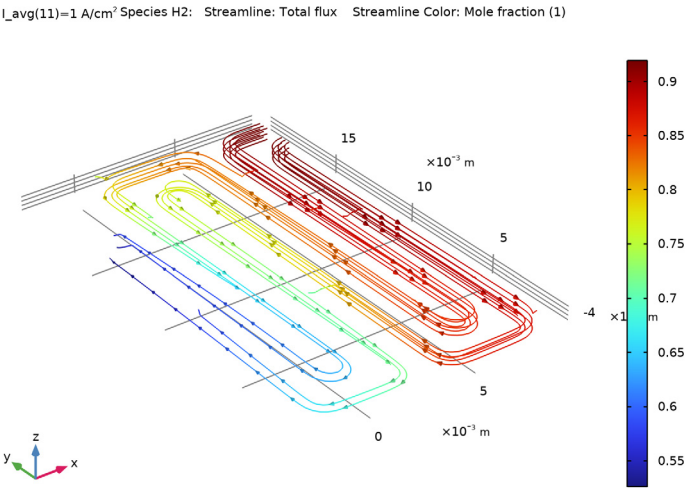 I_avg(11)=1 A/cm² Species H2: Streamline: Total flux Streamline Color: Mole fraction (1)
0.9
15
0.85
×10⁻³ m
10
0.8
0.75
5
0.7
-4
×1 m
0.65
5
0.6
0
×10⁻³ m
z
y
x
0.55